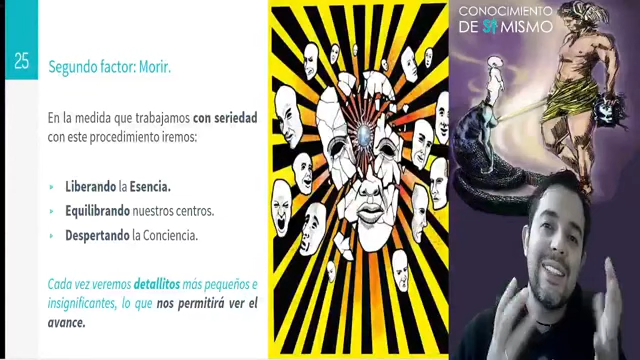 25
Segundo factor: Morir.
En la medida que trabajamos con seriedad
con este procedimiento iremos:
Liberando la Esencia.
Equilibrando nuestros centros.
Despertando la Conciencia.
Cada vez veremos detallitos más pequeños e
insignificantes, lo que nos permitirá ver el
avance.
CONOCIMIENTO
DE SÍ MISMO